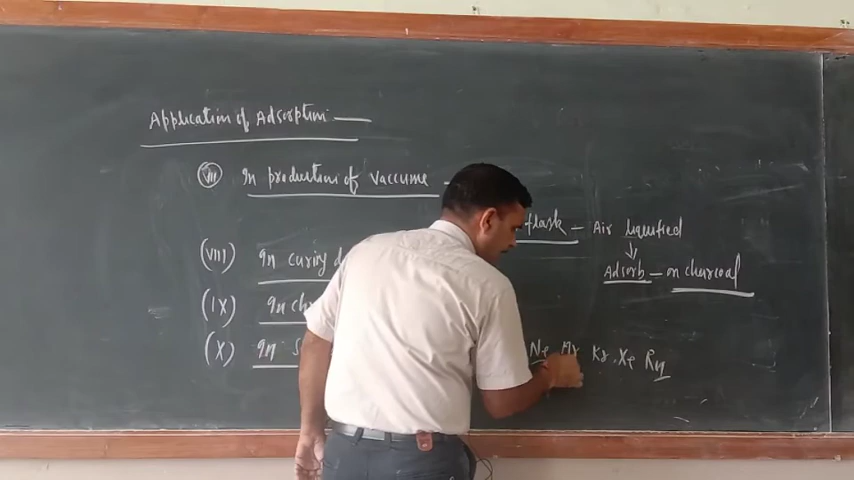 Application of Adsorption
(VII) In production of vaccume
flask - Air liquified
(VIII) In curing
Adsorb - on charcoal
(IX) In
(X) In Ne Ar Kr. Xe Rn